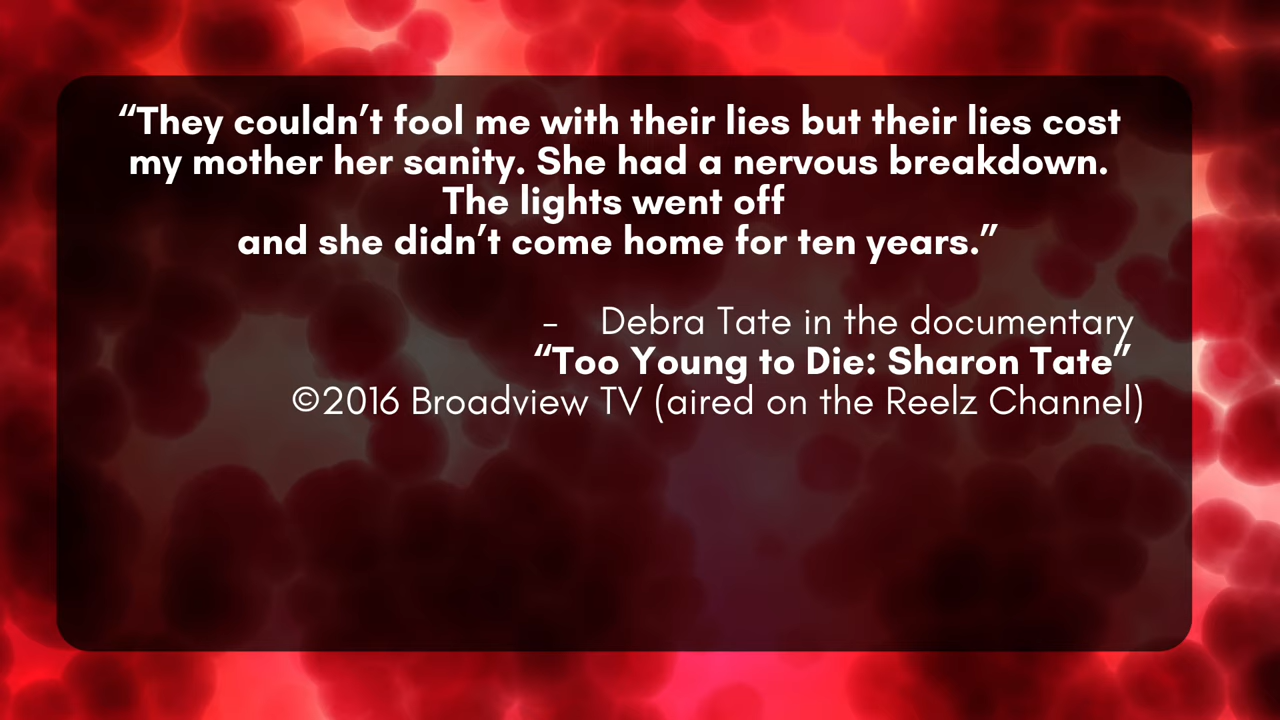 “They couldn’t fool me with their lies but their lies cost
my mother her sanity. She had a nervous breakdown.
The lights went off
and she didn’t come home for ten years.”
- Debra Tate in the documentary
“Too Young to Die: Sharon Tate”
©2016 Broadview TV (aired on the Reelz Channel)